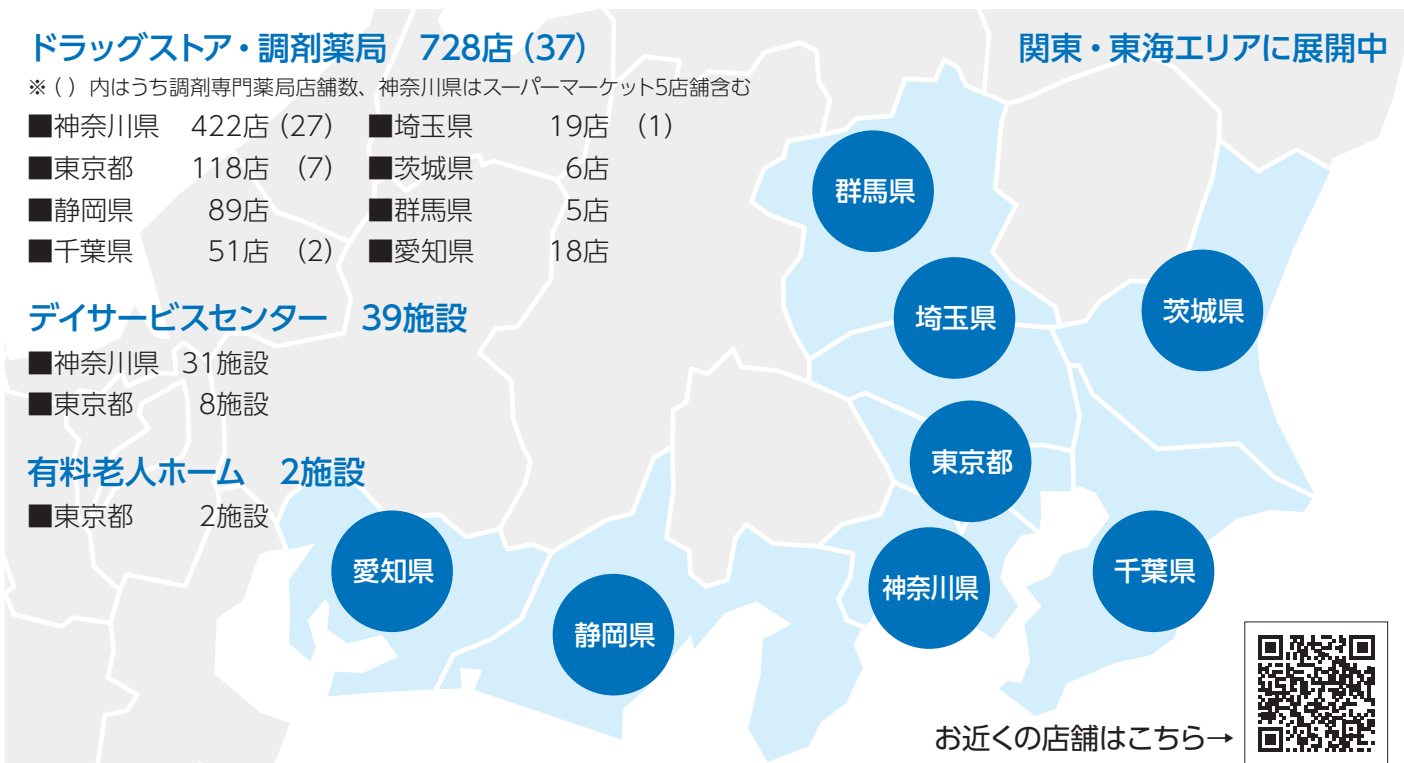 ドラッグストア・調剤薬局　728店 (37)
関東・東海エリアに展開中
※ ( ) 内はうち調剤専門薬局店舗数、神奈川県はスーパーマーケット5店舗含む
■神奈川県　422店 (27)　■埼玉県　19店　(1)
■東京都　118店　(7)　■茨城県　6店
■静岡県　89店　■群馬県　5店
■千葉県　51店　(2)　■愛知県　18店
デイサービスセンター　39施設
■神奈川県　31施設
■東京都　8施設
有料老人ホーム　2施設
■東京都　2施設
群馬県
埼玉県
茨城県
東京都
愛知県
神奈川県
千葉県
静岡県
お近くの店舗はこちら→